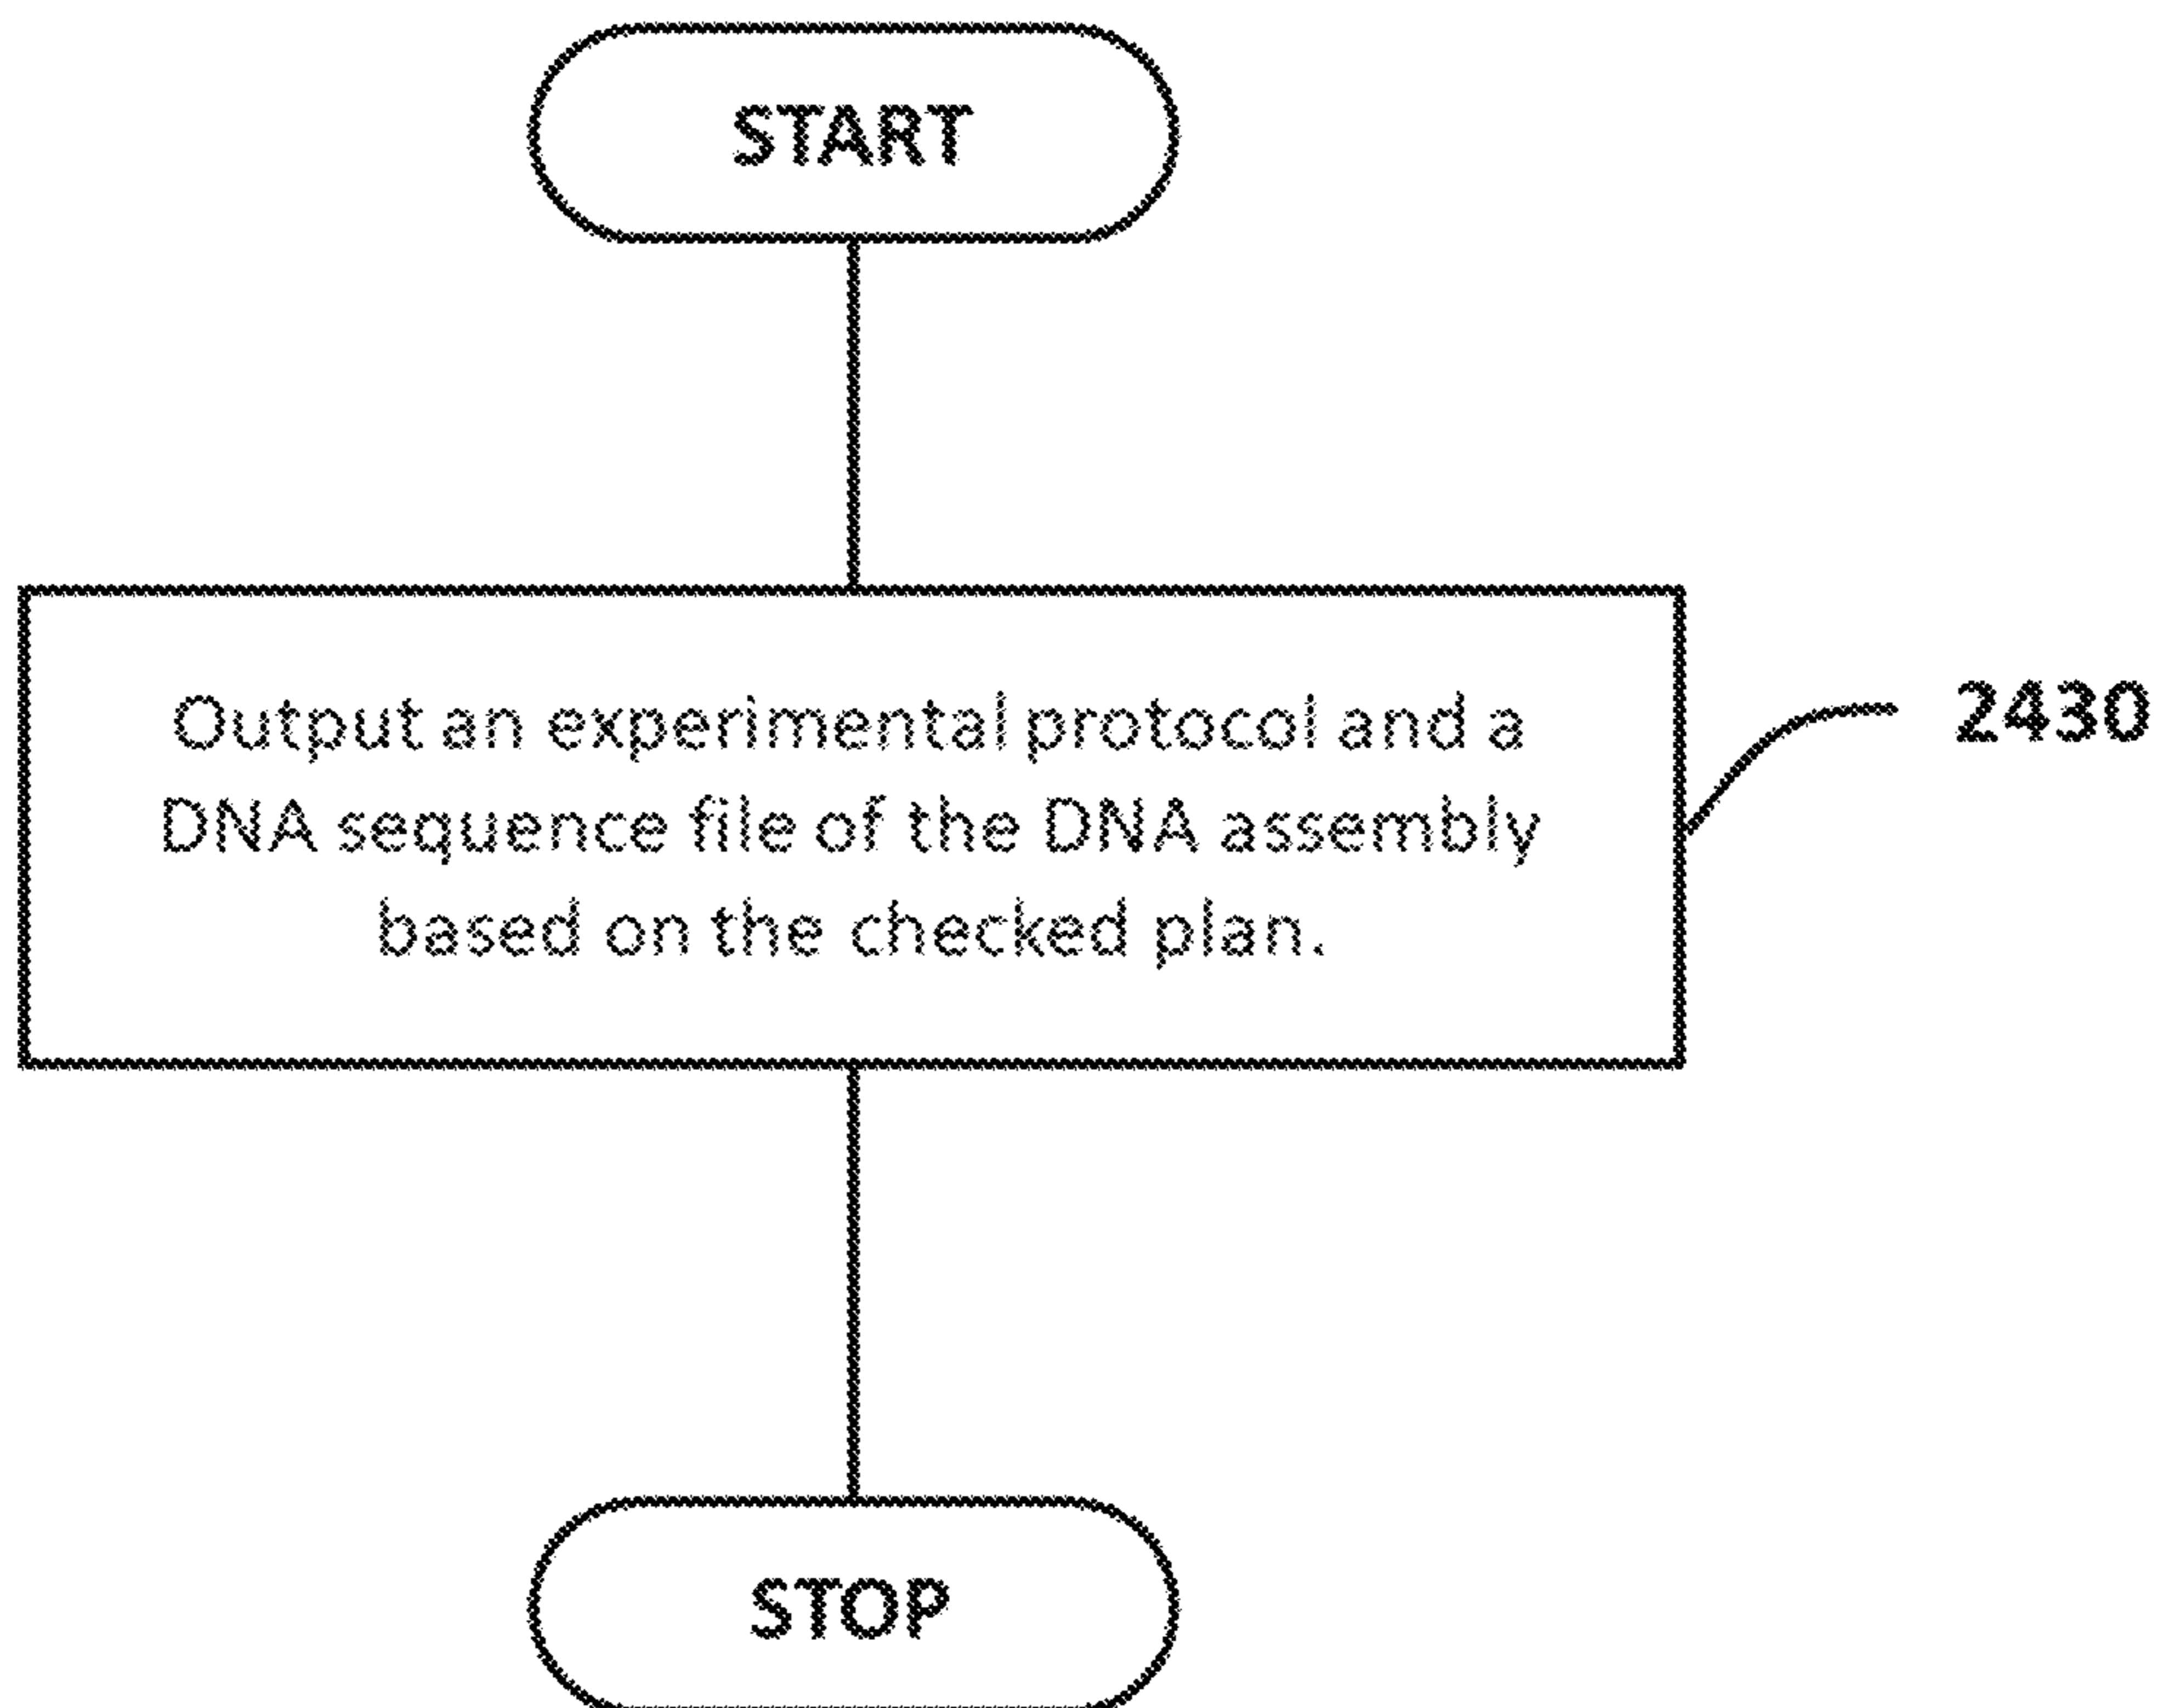 START
Output an experimental protocol and a
2430
DNA sequence file of the DNA assembly
based on the checked plan.
STOP